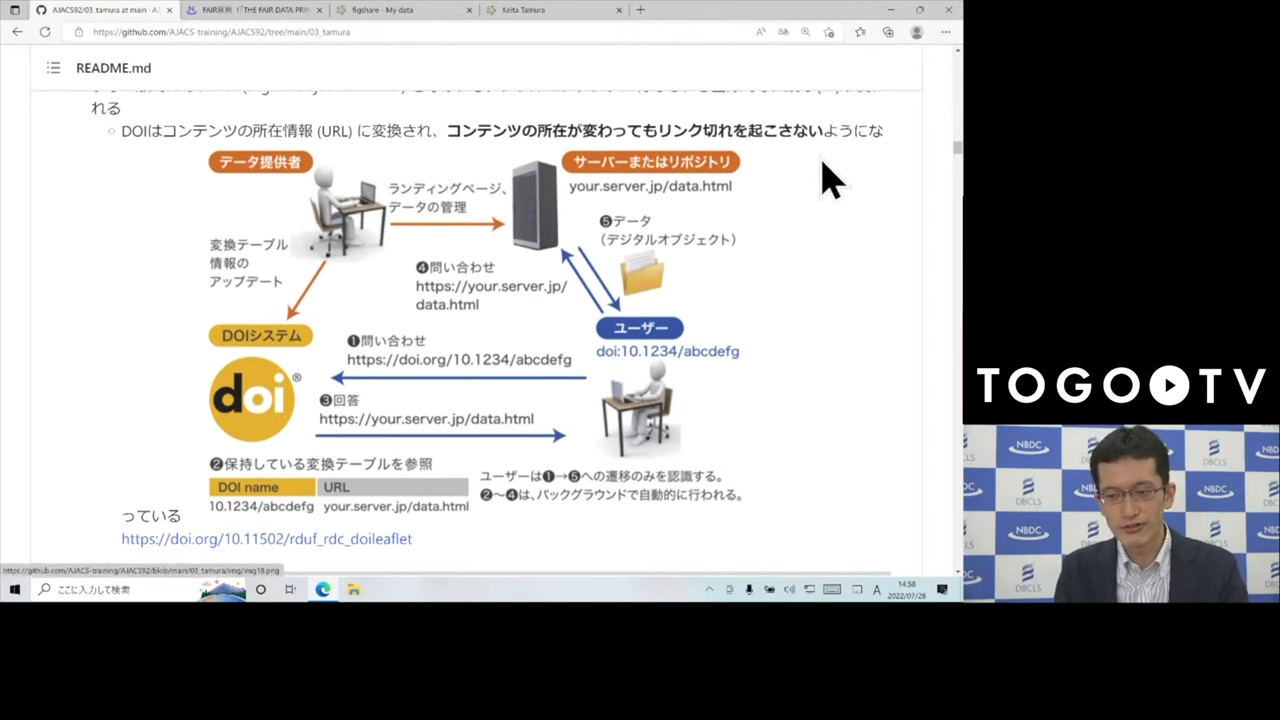 AJACS92/03_tamura at main · AJ
FAIR原則(「THE FAIR DATA PRI
figshare - My data
Keita Tamura
https://github.com/AJACS-training/AJACS92/tree/main/03_tamura
README.md
れる
DOIはコンテンツの所在情報 (URL) に変換され、コンテンツの所在が変わってもリンク切れを起こさないようにな
データ提供者
サーバーまたはリポジトリ
your.server.jp/data.html
ランディングページ、
データの管理
❺データ
(デジタルオブジェクト)
変換テーブル
情報の
アップデート
❹問い合わせ
https://your.server.jp/
data.html
DOIシステム
ユーザー
doi:10.1234/abcdefg
❶問い合わせ
https://doi.org/10.1234/abcdefg
doi®
❸回答
https://your.server.jp/data.html
❷保持している変換テーブルを参照
DOI name URL
10.1234/abcdefg your.server.jp/data.html
ユーザーは❶→❺への遷移のみを認識する。
❷～❹は、バックグラウンドで自動的に行われる。
っている
https://doi.org/10.11502/rduf_rdc_doileaflet
https://github.com/AJACS-training/AJACS92/blob/main/03_tamura/img/img18.png
ここに入力して検索
A
14:58
2022/07/28
TOGO TV
NBDC
DBCLS
NBDC
DBCLS
NBDC
DBCLS
NBDC
DBCLS